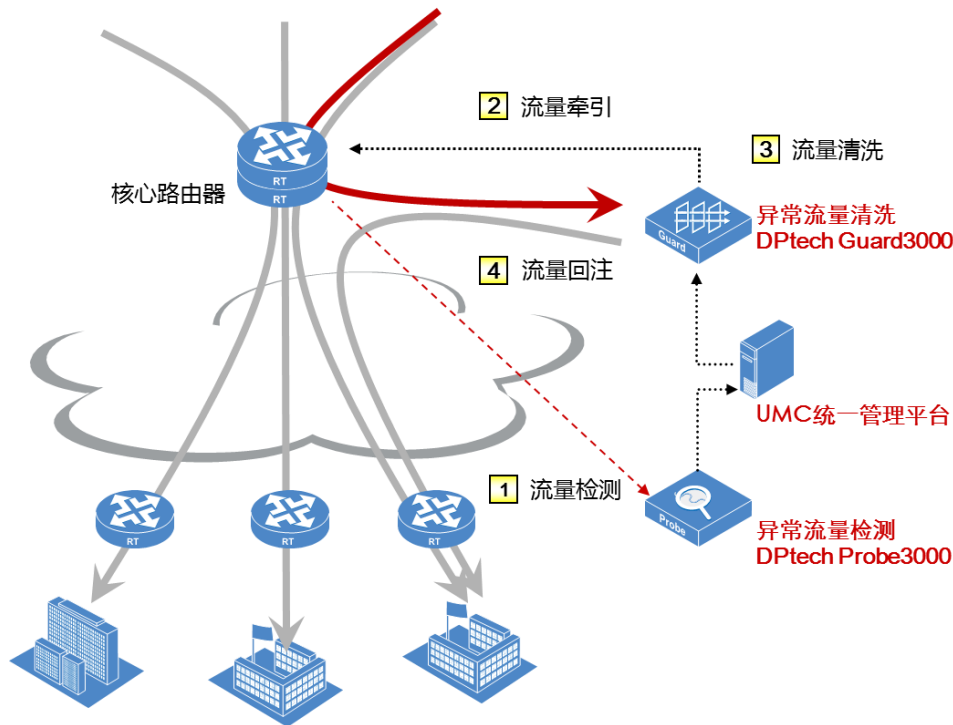 2 流量牵引
3 流量清洗
RT
RT
核心路由器
Guard
异常流量清洗
DPtech Guard3000
4 流量回注
UMC统一管理平台
1 流量检测
Probe
异常流量检测
DPtech Probe3000
RT
RT
RT